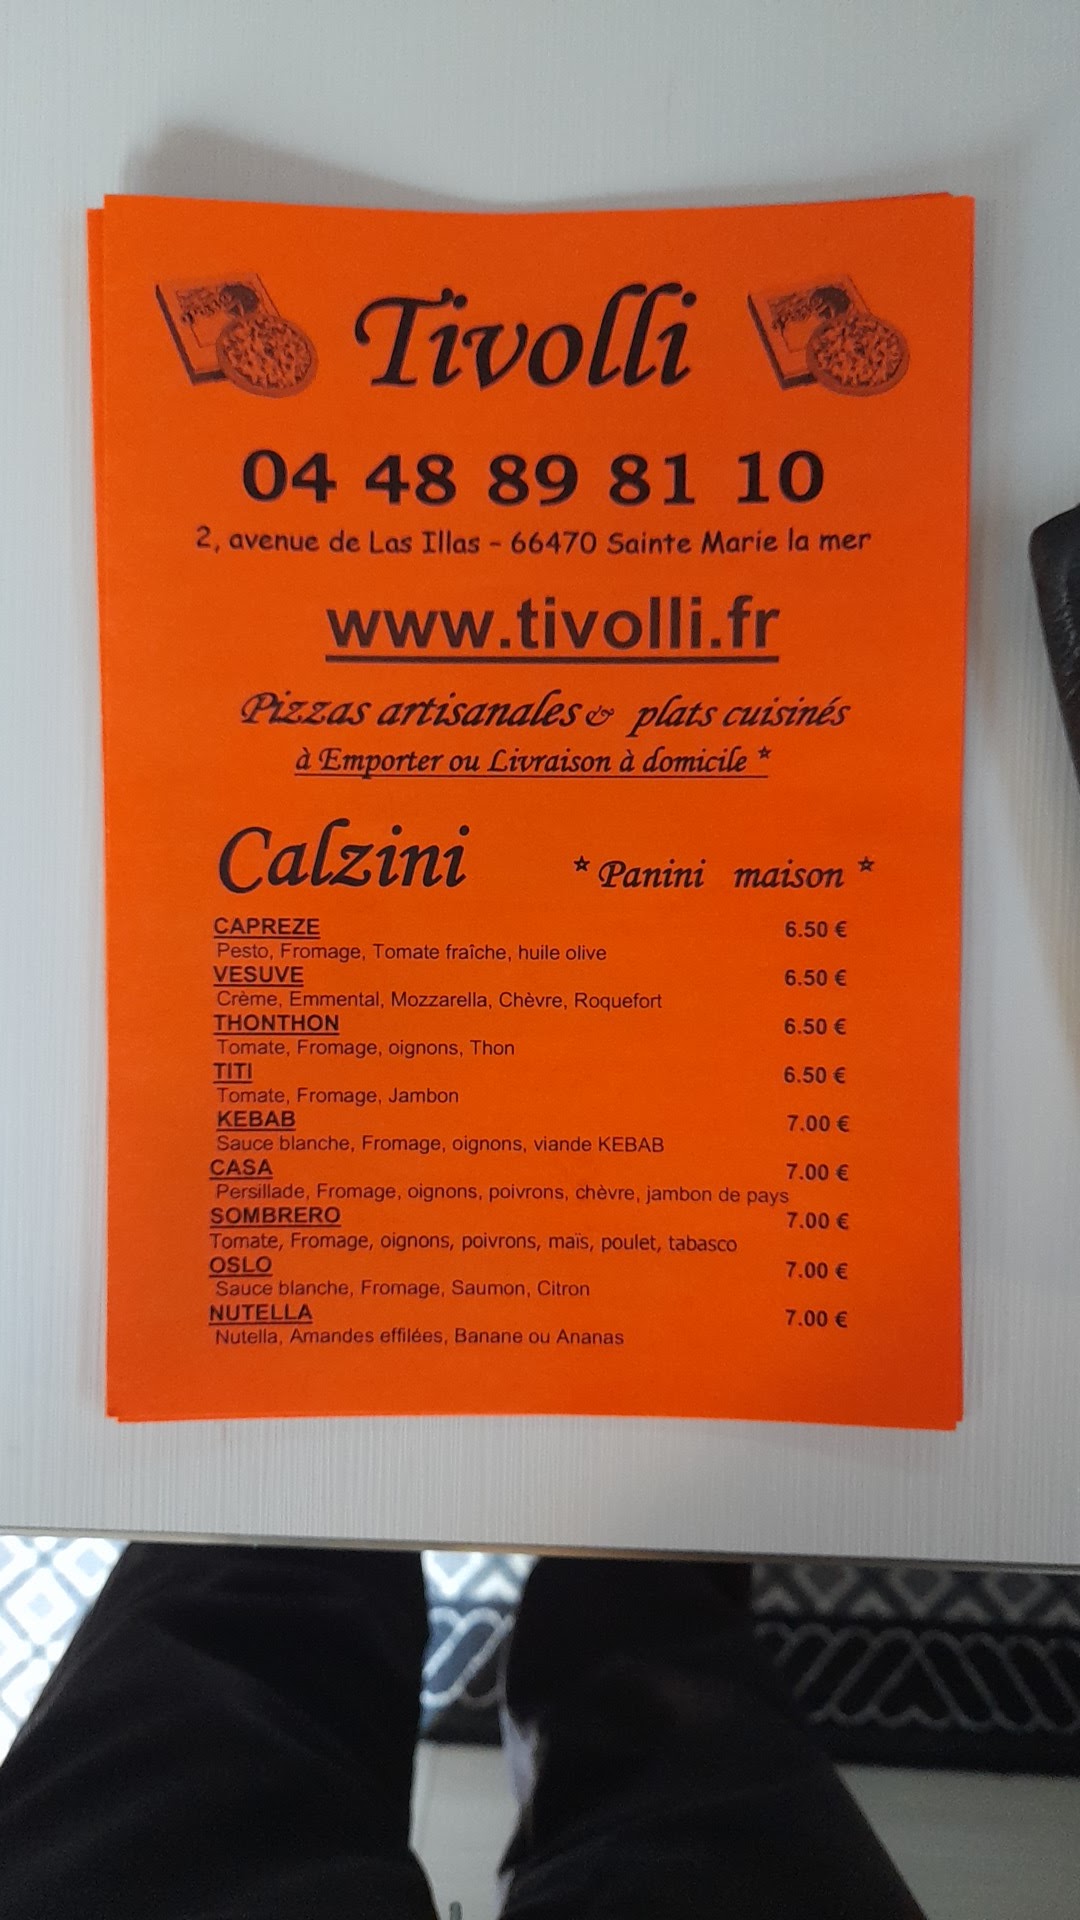 Tivolli
04 48 89 81 10
2, avenue de Las Illas - 66470 Sainte Marie la mer
www.tivolli.fr
Pizzas artisanales & plats cuisinés
à Emporter ou Livraison à domicile *
Calzini * Panini maison *
CAPREZE 6.50 €
Pesto, Fromage, Tomate fraîche, huile olive
VESUVE 6.50 €
Crème, Emmental, Mozzarella, Chèvre, Roquefort
THONTHON 6.50 €
Tomate, Fromage, oignons, Thon
TITI 6.50 €
Tomate, Fromage, Jambon
KEBAB 7.00 €
Sauce blanche, Fromage, oignons, viande KEBAB
CASA 7.00 €
Persillade, Fromage, oignons, poivrons, chèvre, jambon de pays
SOMBRERO 7.00 €
Tomate, Fromage, oignons, poivrons, maïs, poulet, tabasco
OSLO 7.00 €
Sauce blanche, Fromage, Saumon, Citron
NUTELLA 7.00 €
Nutella, Amandes effilées, Banane ou Ananas